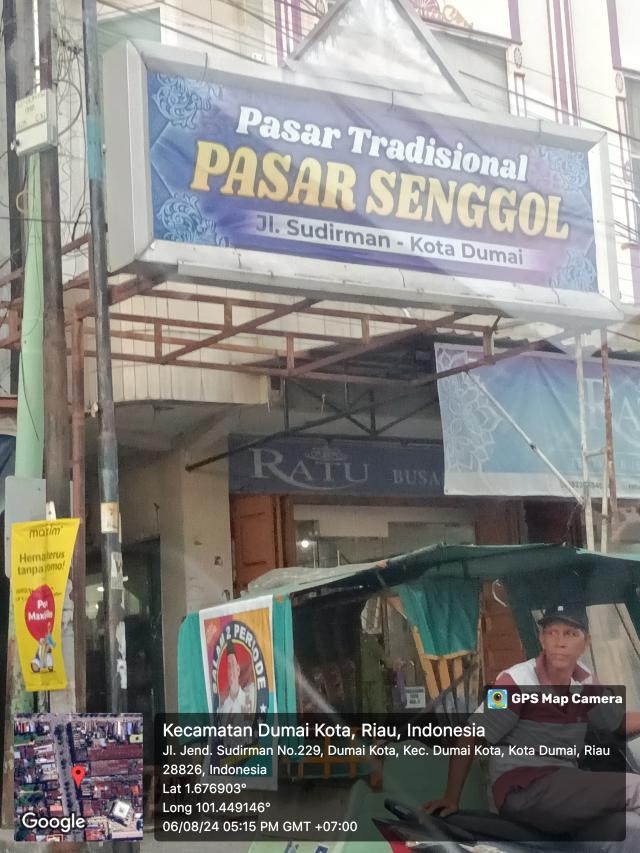 Pasar Tradisional
PASAR SENGGOL
Jl. Sudirman - Kota Dumai
RATU BUSA
RA
maxim
Hemat terus
tanpa promo!
2 PERIODE
GPS Map Camera
Kecamatan Dumai Kota, Riau, Indonesia
Jl. Jend. Sudirman No.229, Dumai Kota, Kec. Dumai Kota, Kota Dumai, Riau
28826, Indonesia
Lat 1.676903°
Long 101.449146°
06/08/24 05:15 PM GMT +07:00
Google